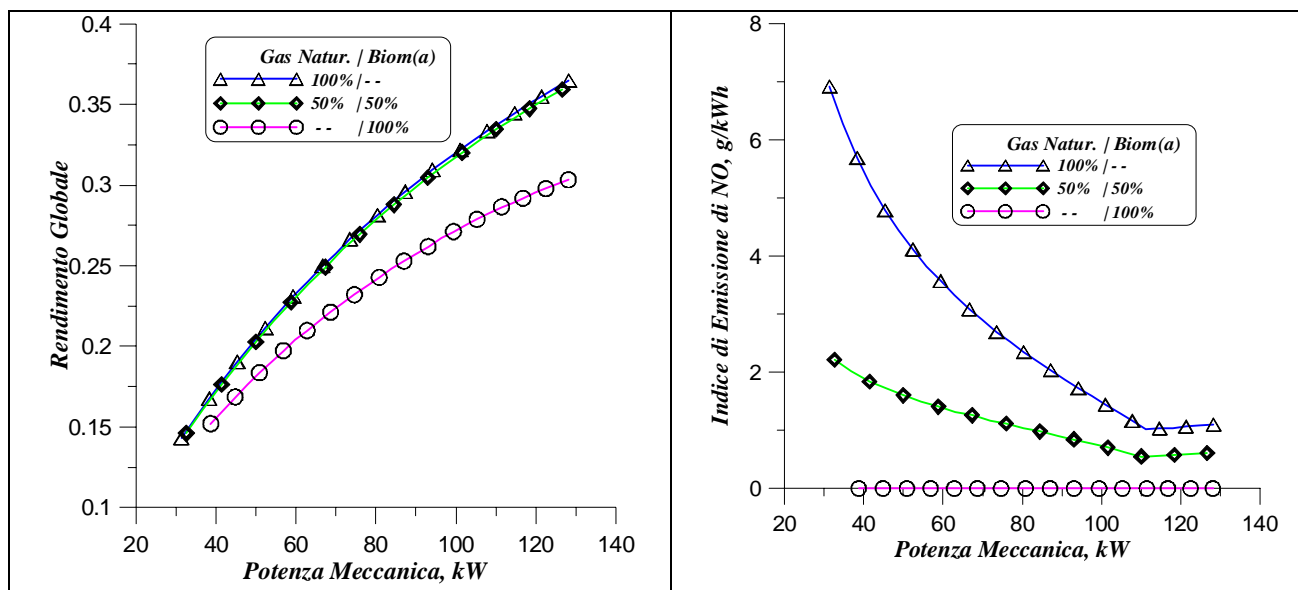 0.4
0.35
0.3
0.25
0.2
0.15
0.1
Rendimento Globale
Gas Natur. / Biom(a)
100% / - -
50% / 50%
- - / 100%
20 40 60 80 100 120 140
Potenza Meccanica, kW
8
6
4
2
0
Indice di Emissione di NO, g/kWh
Gas Natur. / Biom(a)
100% / - -
50% / 50%
- - / 100%
20 40 60 80 100 120 140
Potenza Meccanica, kW